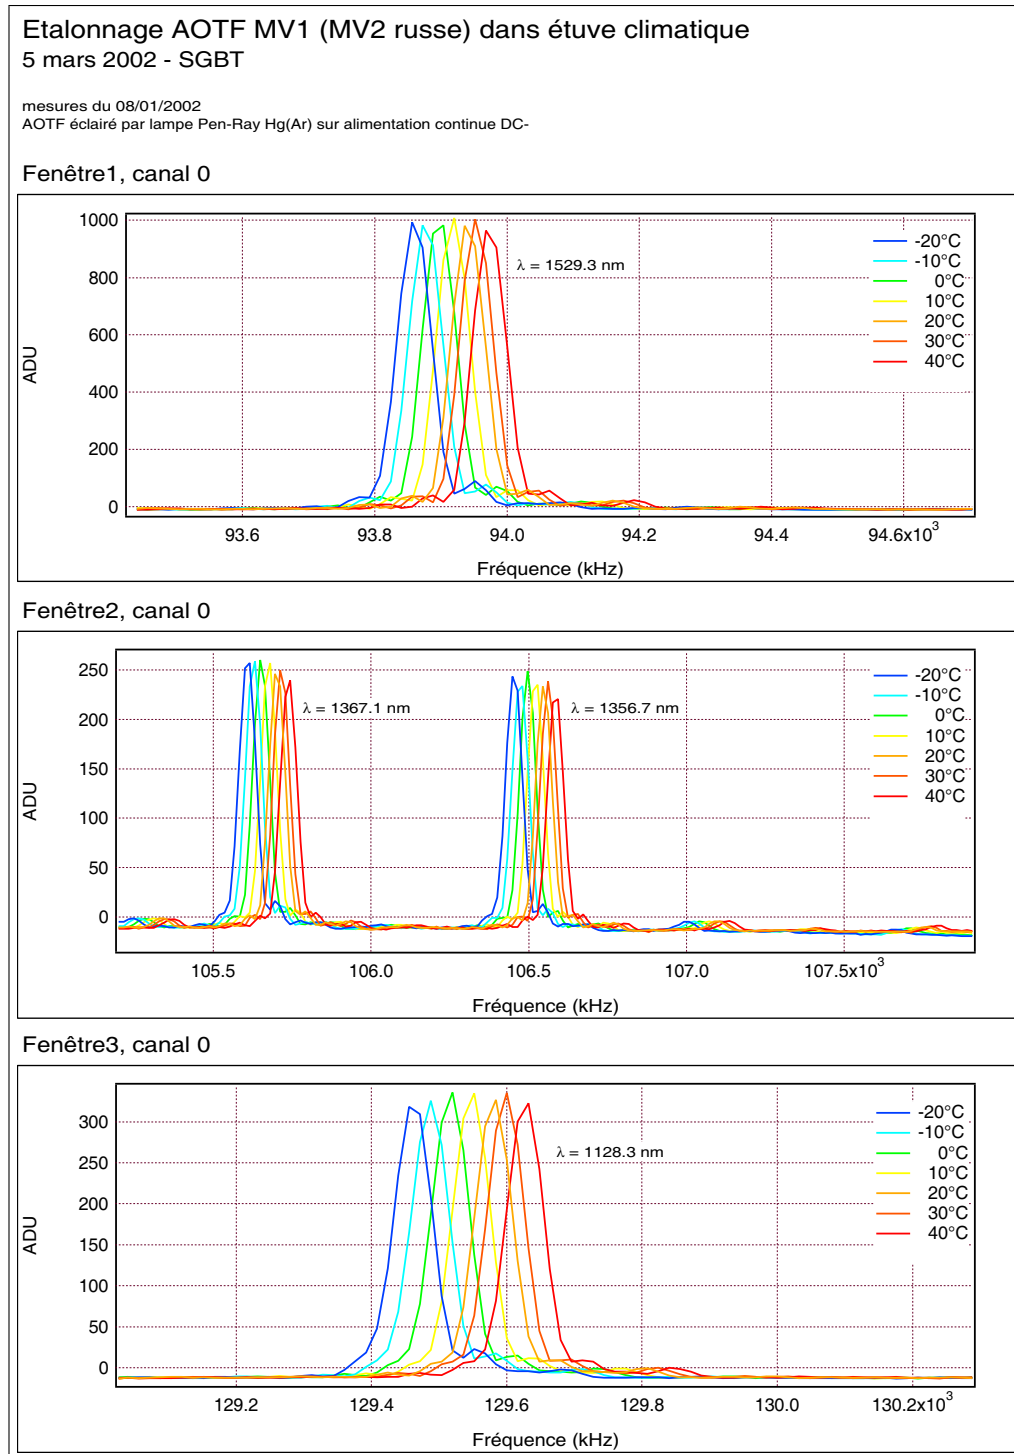 Etalonnage AOTF MV1 (MV2 russe) dans étuve climatique
5 mars 2002 - SGBT
mesures du 08/01/2002
AOTF éclairé par lampe Pen-Ray Hg(Ar) sur alimentation continue DC-
Fenêtre1, canal 0
1000
800
600
400
200
0
ADU
λ = 1529.3 nm
-20°C
-10°C
0°C
10°C
20°C
30°C
40°C
93.6 93.8 94.0 94.2 94.4 94.6x10³
Fréquence (kHz)
Fenêtre2, canal 0
250
200
150
100
50
0
ADU
λ = 1367.1 nm
λ = 1356.7 nm
-20°C
-10°C
0°C
10°C
20°C
30°C
40°C
105.5 106.0 106.5 107.0 107.5x10³
Fréquence (kHz)
Fenêtre3, canal 0
300
250
200
150
100
50
0
ADU
λ = 1128.3 nm
-20°C
-10°C
0°C
10°C
20°C
30°C
40°C
129.2 129.4 129.6 129.8 130.0 130.2x10³
Fréquence (kHz)